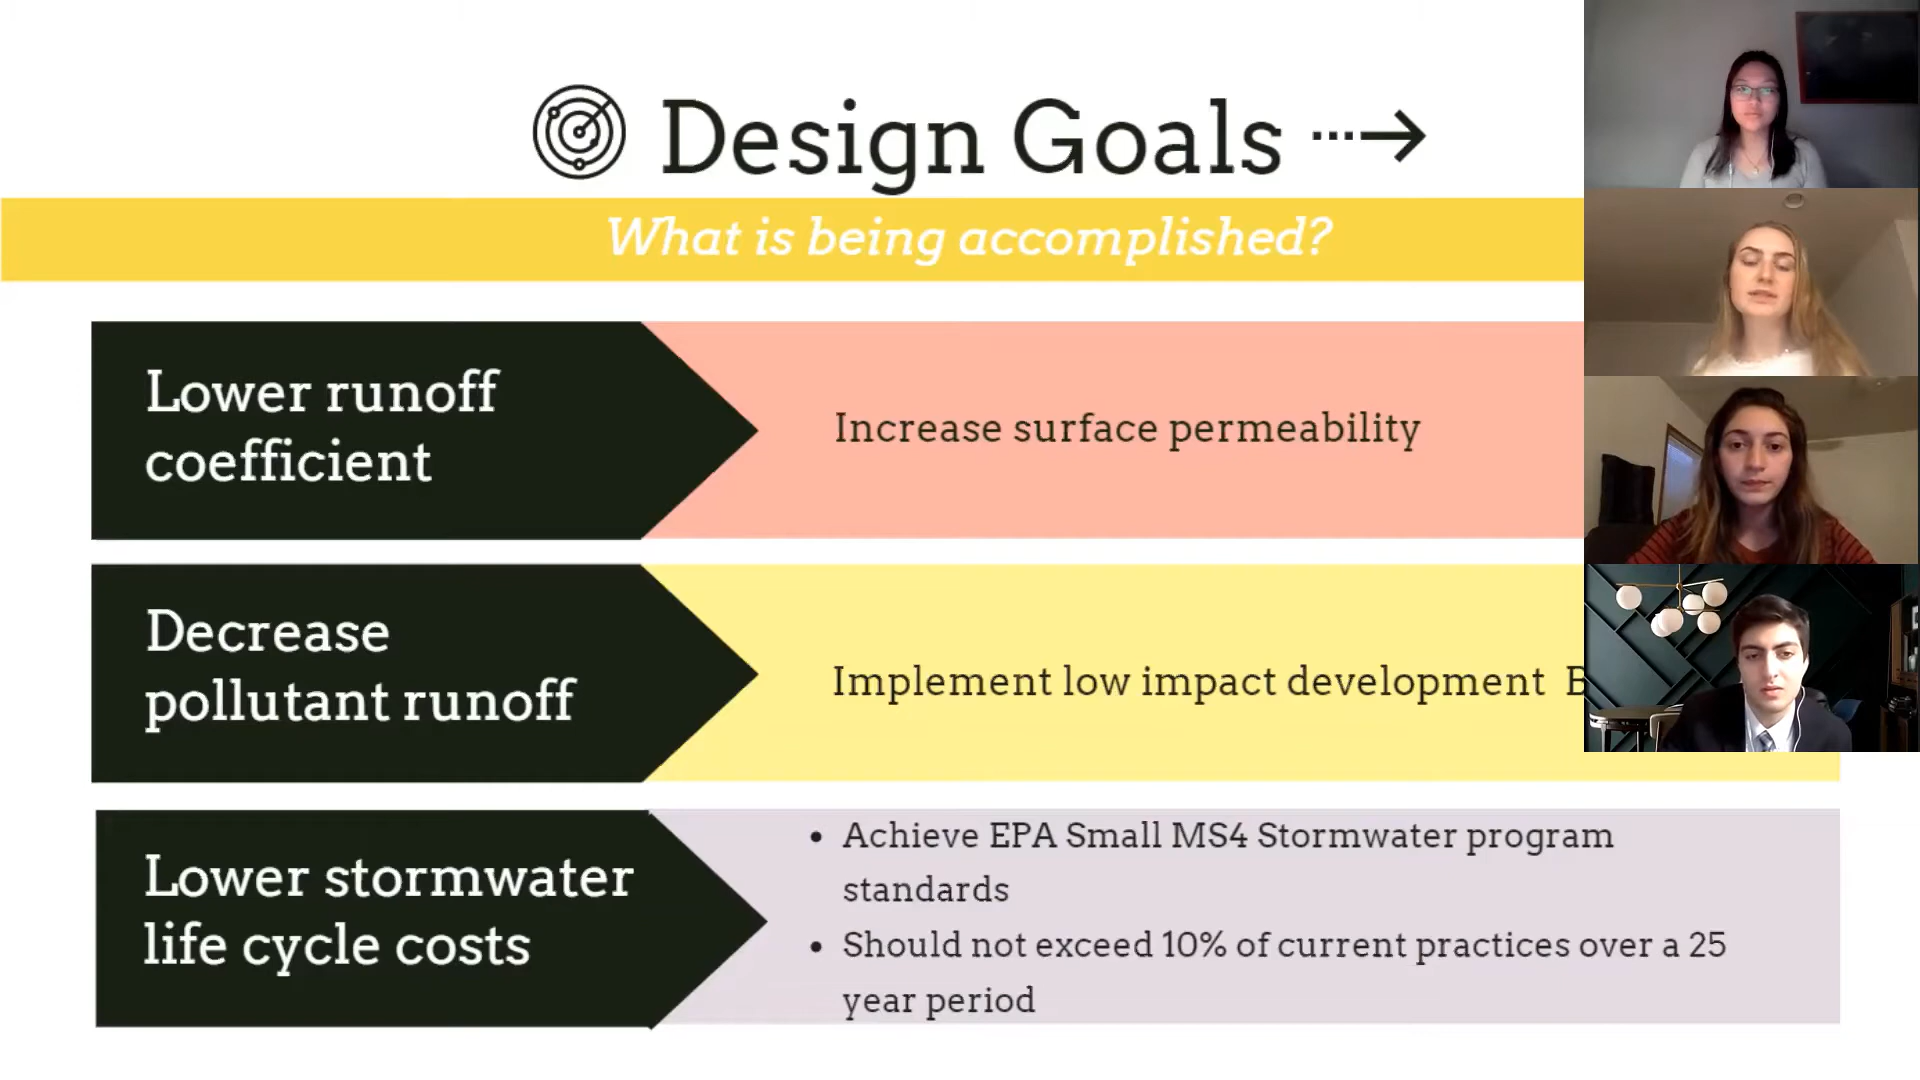 Design Goals
What is being accomplished?
Lower runoff
coefficient
Increase surface permeability
Decrease
pollutant runoff
Implement low impact development
Lower stormwater
life cycle costs
• Achieve EPA Small MS4 Stormwater program
standards
• Should not exceed 10% of current practices over a 25
year period